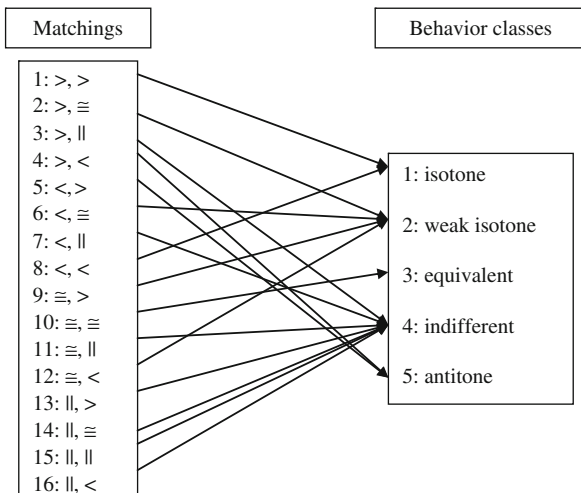 Matchings
Behavior classes
1: >, >
2: >, ≅
3: >, ||
4: >, <
5: <,>
6: <, ≅
7: <, ||
8: <, <
9: ≅, >
10: ≅, ≅
11: ≅, ||
12: ≅, <
13: ||, >
14: ||, ≅
15: ||, ||
16: ||, <
1: isotone
2: weak isotone
3: equivalent
4: indifferent
5: antitone